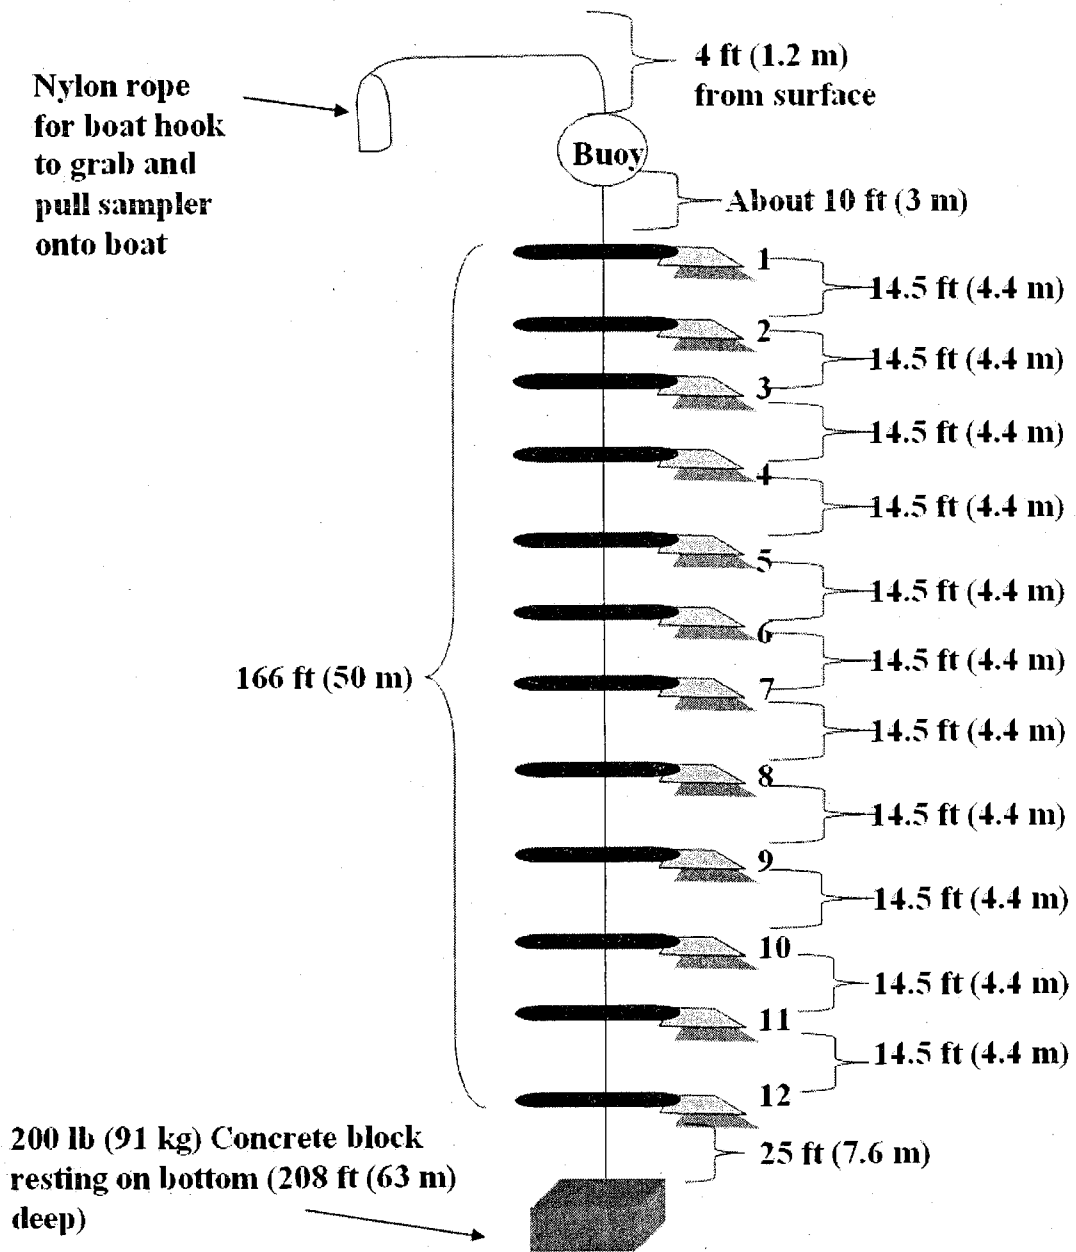 4 ft (1.2 m)
from surface
Nylon rope
for boat hook
to grab and
pull sampler
onto boat
Buoy
About 10 ft (3 m)
1
14.5 ft (4.4 m)
2
14.5 ft (4.4 m)
3
14.5 ft (4.4 m)
4
14.5 ft (4.4 m)
5
14.5 ft (4.4 m)
6
14.5 ft (4.4 m)
166 ft (50 m)
7
14.5 ft (4.4 m)
8
14.5 ft (4.4 m)
9
14.5 ft (4.4 m)
10
14.5 ft (4.4 m)
11
14.5 ft (4.4 m)
12
200 lb (91 kg) Concrete block
resting on bottom (208 ft (63 m)
deep)
25 ft (7.6 m)